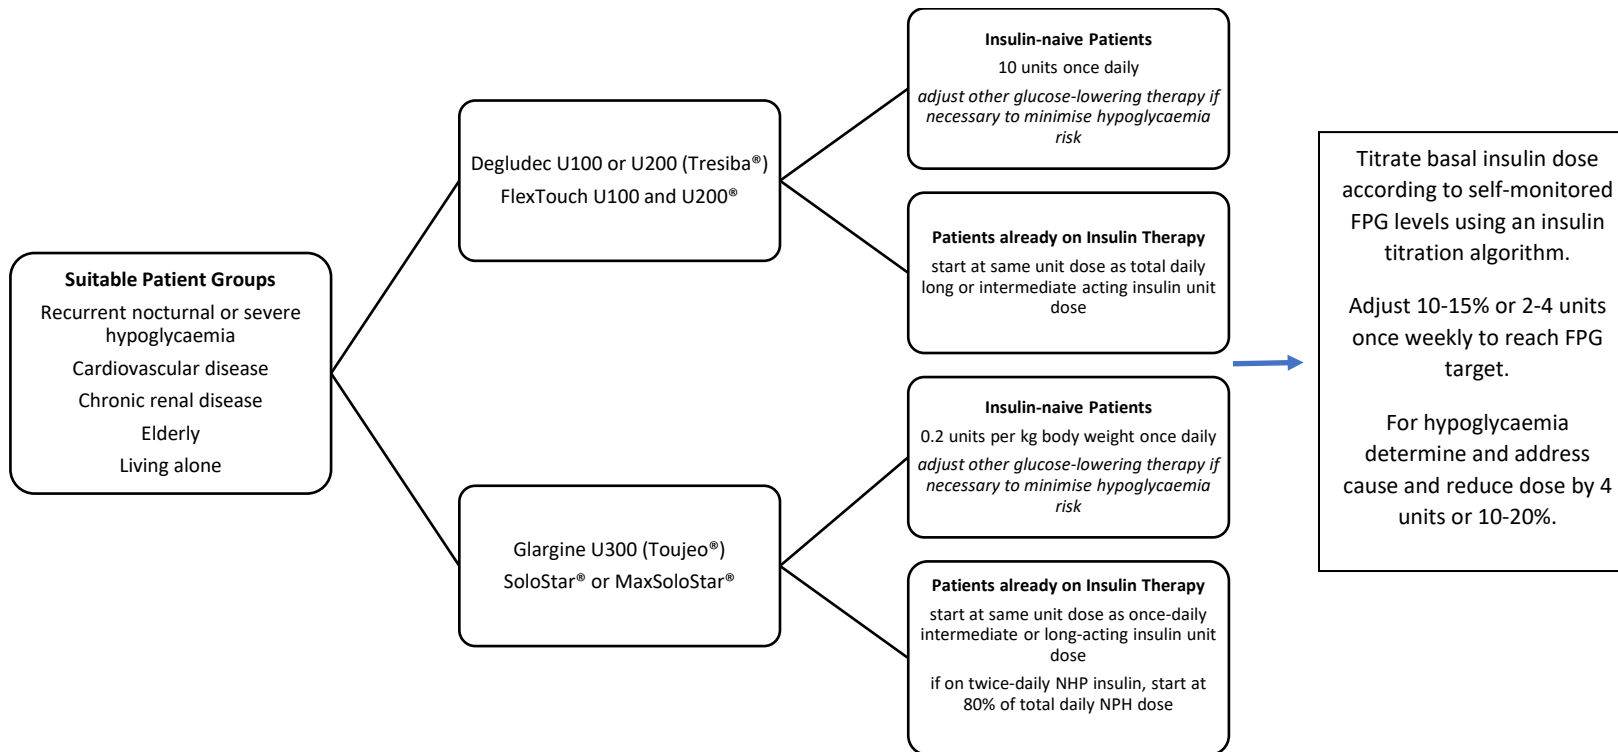 Suitable Patient Groups
Recurrent nocturnal or severe
hypoglycaemia
Cardiovascular disease
Chronic renal disease
Elderly
Living alone
Degludec U100 or U200 (Tresiba®)
FlexTouch U100 and U200®
Glargine U300 (Toujeo®)
SoloStar® or MaxSoloStar®
Insulin-naive Patients
10 units once daily
adjust other glucose-lowering therapy if
necessary to minimise hypoglycaemia
risk
Patients already on Insulin Therapy
start at same unit dose as total daily
long or intermediate acting insulin unit
dose
Insulin-naive Patients
0.2 units per kg body weight once daily
adjust other glucose-lowering therapy if
necessary to minimise hypoglycaemia
risk
Patients already on Insulin Therapy
start at same unit dose as once-daily
intermediate or long-acting insulin unit
dose
if on twice-daily NHP insulin, start at
80% of total daily NPH dose
Titrate basal insulin dose
according to self-monitored
FPG levels using an insulin
titration algorithm.
Adjust 10-15% or 2-4 units
once weekly to reach FPG
target.
For hypoglycaemia
determine and address
cause and reduce dose by 4
units or 10-20%.